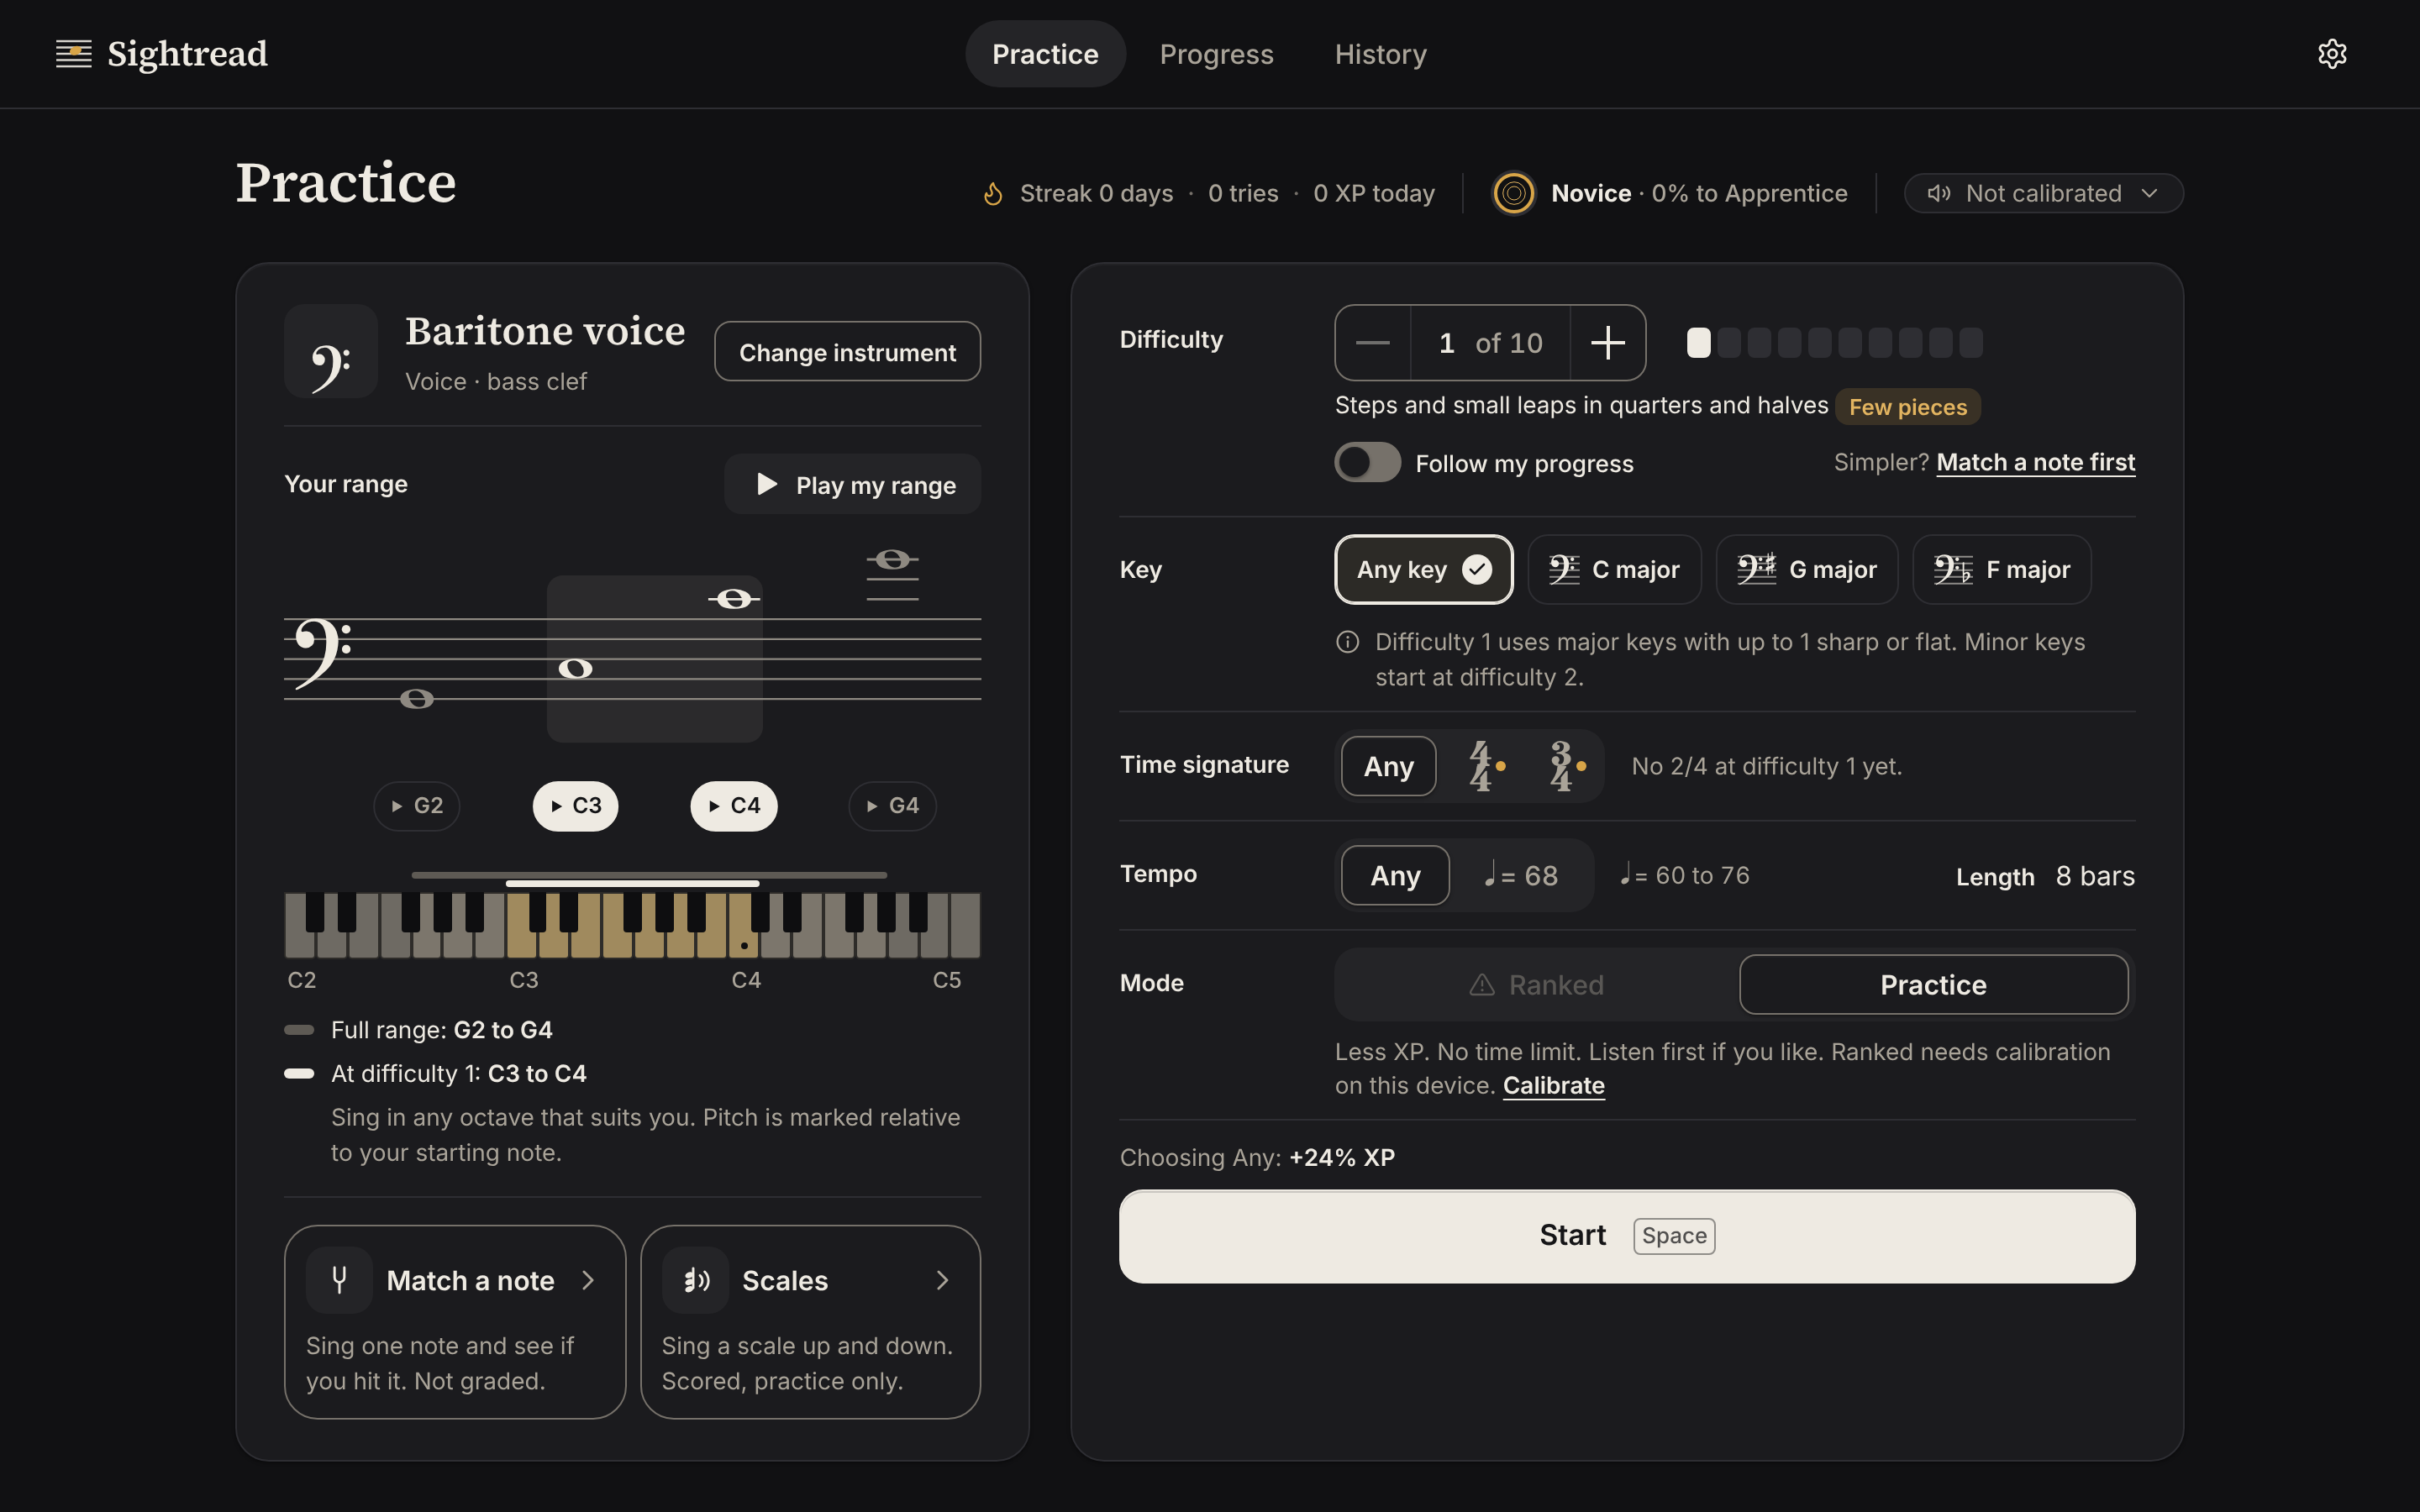 Sightread
Practice
Progress
History
Practice
Streak 0 days · 0 tries · 0 XP today
Novice · 0% to Apprentice
Not calibrated
Baritone voice
Voice · bass clef
Change instrument
Your range
Play my range
G2
C3
C4
G4
C2
C3
C4
C5
Full range: G2 to G4
At difficulty 1: C3 to C4
Sing in any octave that suits you. Pitch is marked relative
to your starting note.
Match a note
Sing one note and see if
you hit it. Not graded.
Scales
Sing a scale up and down.
Scored, practice only.
Difficulty
1 of 10
Steps and small leaps in quarters and halves
Few pieces
Follow my progress
Simpler? Match a note first
Key
Any key
C major
G major
F major
Difficulty 1 uses major keys with up to 1 sharp or flat. Minor keys
start at difficulty 2.
Time signature
Any
4
4
3
4
No 2/4 at difficulty 1 yet.
Tempo
Any
♩= 68
♩= 60 to 76
Length 8 bars
Mode
Ranked
Practice
Less XP. No time limit. Listen first if you like. Ranked needs calibration
on this device. Calibrate
Choosing Any: +24% XP
Start
Space